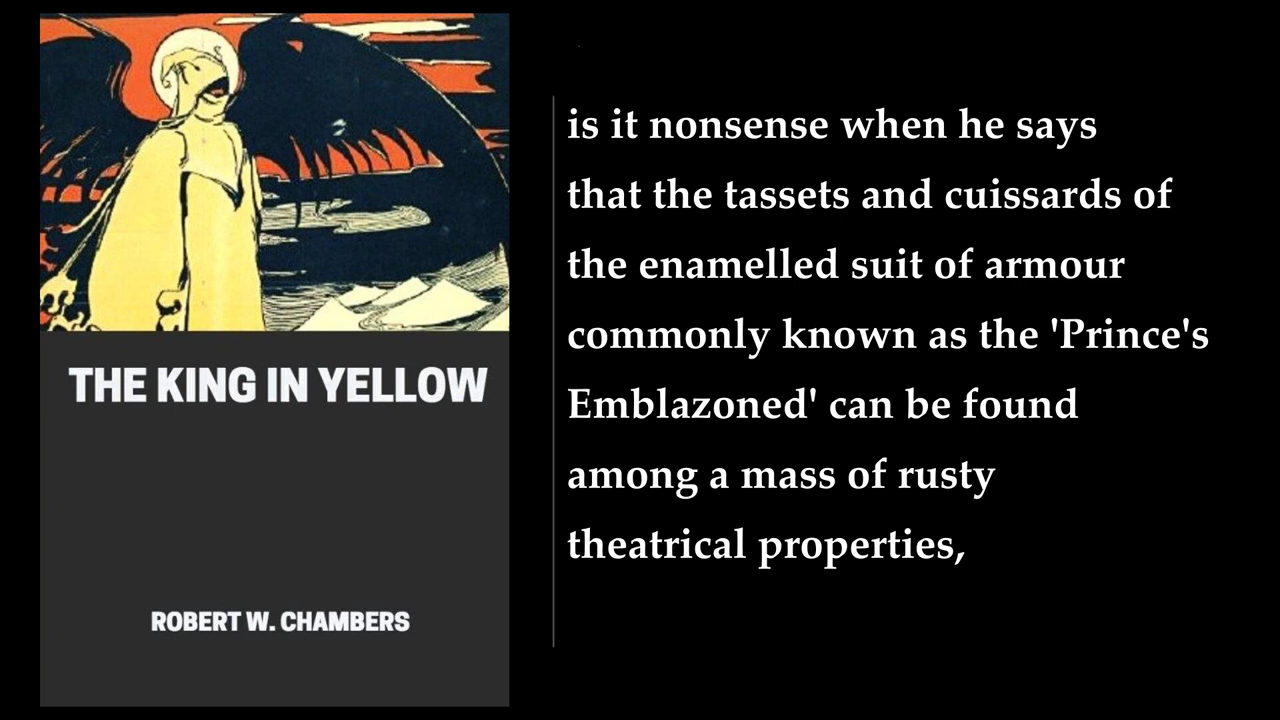 THE KING IN YELLOW
ROBERT W. CHAMBERS
is it nonsense when he says
that the tassets and cuissards of
the enamelled suit of armour
commonly known as the 'Prince's
Emblazoned' can be found
among a mass of rusty
theatrical properties,